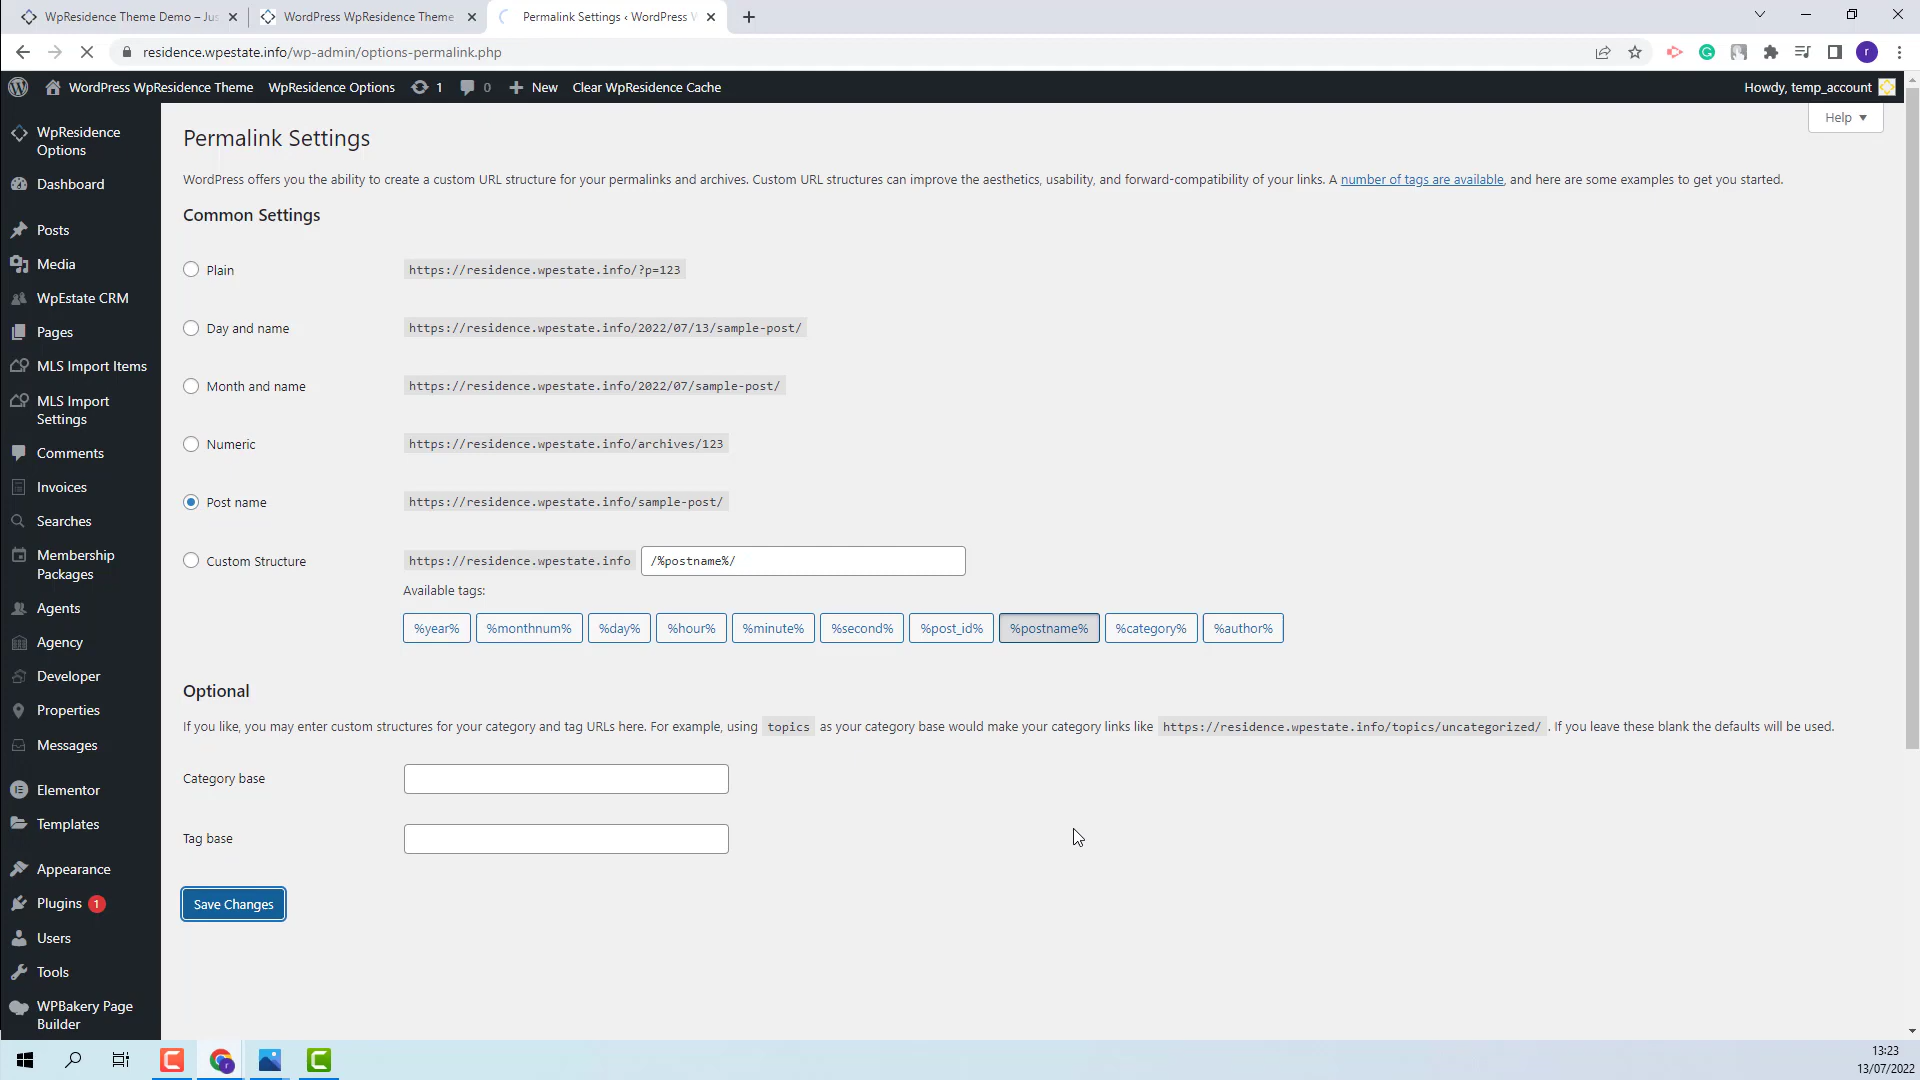 WpResidence Theme Demo – Jus
WordPress WpResidence Theme
Permalink Settings ‹ WordPress W
residence.wpestate.info/wp-admin/options-permalink.php
WordPress WpResidence Theme
WpResidence Options
1
0
New
Clear WpResidence Cache
Howdy, temp_account
WpResidence
Options
Dashboard
Posts
Media
WpEstate CRM
Pages
MLS Import Items
MLS Import
Settings
Comments
Invoices
Searches
Membership
Packages
Agents
Agency
Developer
Properties
Messages
Elementor
Templates
Appearance
Plugins 1
Users
Tools
WPBakery Page
Builder
Help
Permalink Settings
WordPress offers you the ability to create a custom URL structure for your permalinks and archives. Custom URL structures can improve the aesthetics, usability, and forward-compatibility of your links. A number of tags are available, and here are some examples to get you started.
Common Settings
Plain https://residence.wpestate.info/?p=123
Day and name https://residence.wpestate.info/2022/07/13/sample-post/
Month and name https://residence.wpestate.info/2022/07/sample-post/
Numeric https://residence.wpestate.info/archives/123
Post name https://residence.wpestate.info/sample-post/
Custom Structure https://residence.wpestate.info /%postname%/
Available tags:
%year% %monthnum% %day% %hour% %minute% %second% %post_id% %postname% %category% %author%
Optional
If you like, you may enter custom structures for your category and tag URLs here. For example, using topics as your category base would make your category links like https://residence.wpestate.info/topics/uncategorized/ . If you leave these blank the defaults will be used.
Category base
Tag base
Save Changes
13:23
13/07/2022